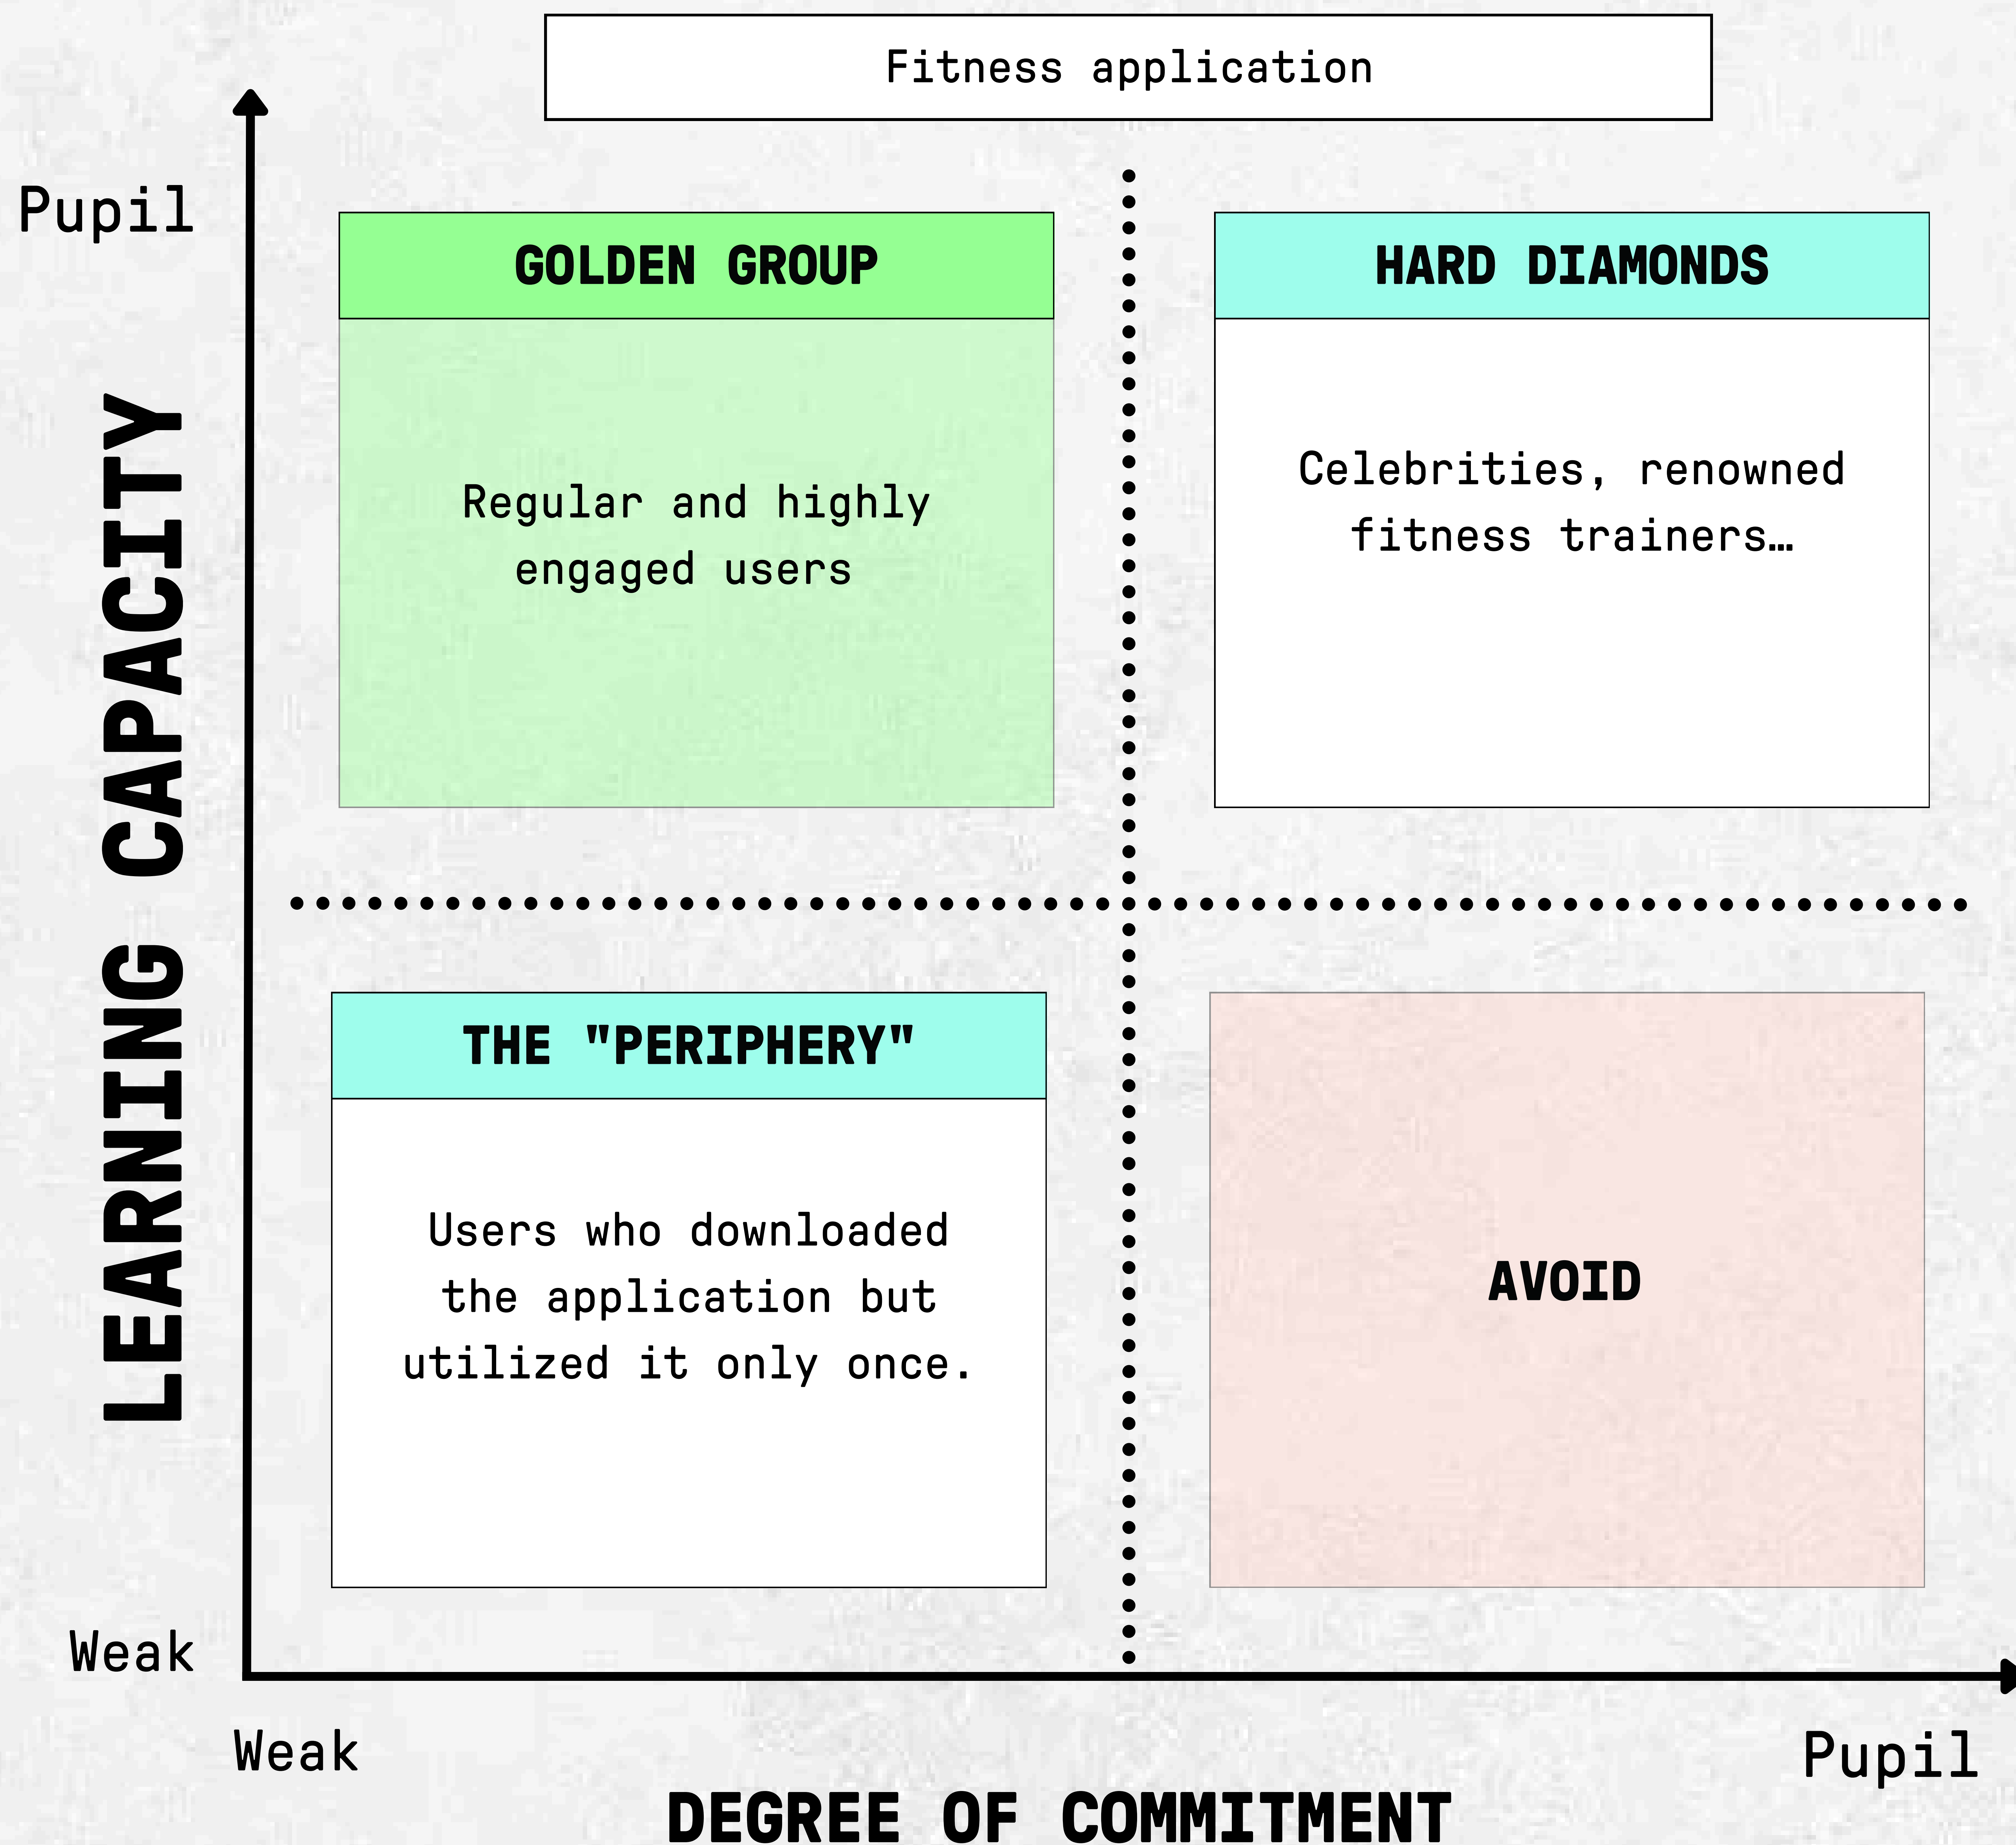 Fitness application
Pupil
GOLDEN GROUP
HARD DIAMONDS
Regular and highly
engaged users
Celebrities, renowned
fitness trainers…
LEARNING CAPACITY
THE "PERIPHERY"
Users who downloaded
the application but
utilized it only once.
AVOID
Weak
Weak
Pupil
DEGREE OF COMMITMENT